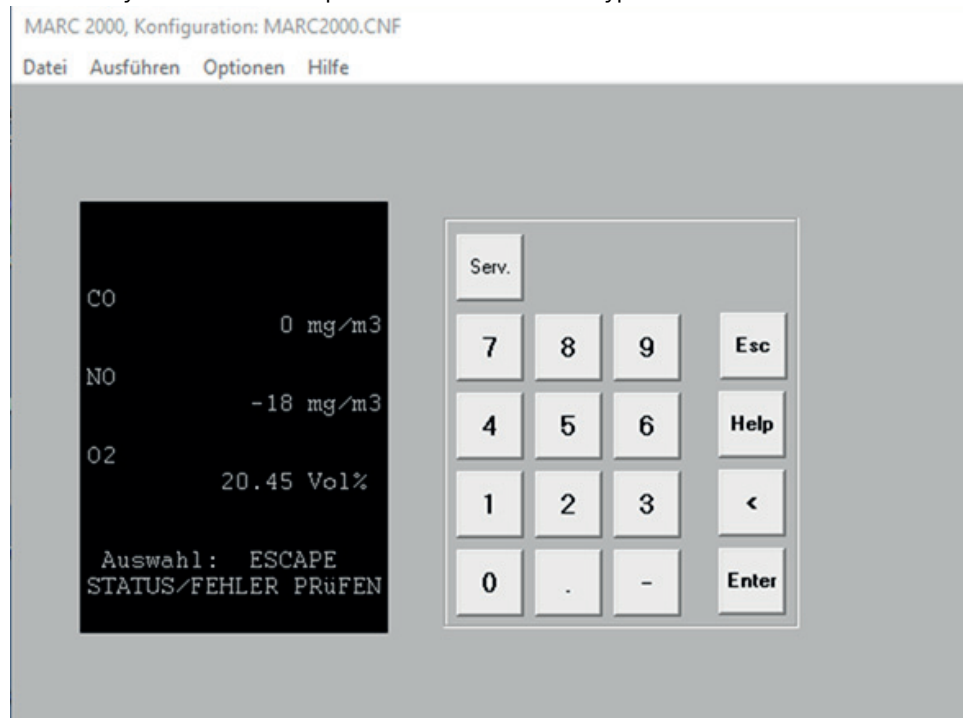 MARC 2000, Konfiguration: MARC2000.CNF
Datei Ausführen Optionen Hilfe
CO
0 mg/m3
NO
-18 mg/m3
O2
20.45 Vol%
Auswahl: ESCAPE
STATUS/FEHLER PRüFEN
Serv.
7 8 9 Esc
4 5 6 Help
1 2 3 <
0 . - Enter